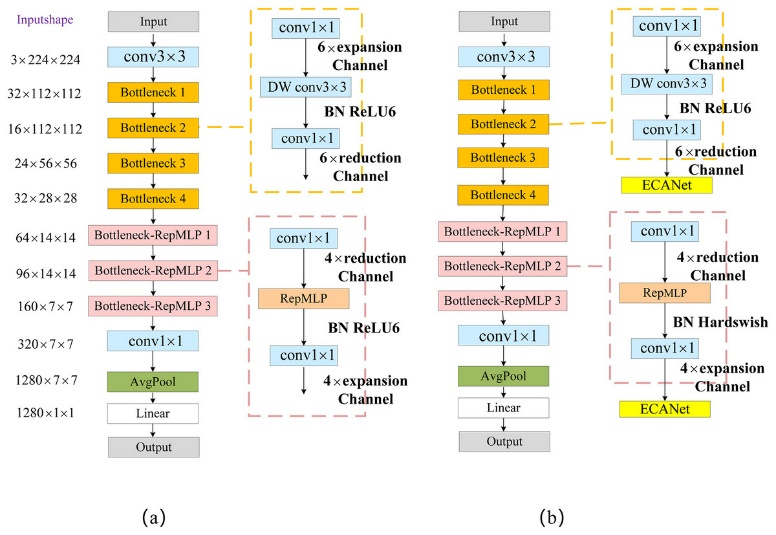 Inputshape
3×224×224
32×112×112
16×112×112
24×56×56
32×28×28
64×14×14
96×14×14
160×7×7
320×7×7
1280×7×7
1280×1×1
Input
conv3×3
Bottleneck 1
Bottleneck 2
Bottleneck 3
Bottleneck 4
Bottleneck-RepMLP 1
Bottleneck-RepMLP 2
Bottleneck-RepMLP 3
conv1×1
AvgPool
Linear
Output
conv1×1
6×expansion
Channel
DW conv3×3
BN ReLU6
conv1×1
6×reduction
Channel
conv1×1
4×reduction
Channel
RepMLP
BN ReLU6
conv1×1
4×expansion
Channel
(a)
Input
conv3×3
Bottleneck 1
Bottleneck 2
Bottleneck 3
Bottleneck 4
Bottleneck-RepMLP 1
Bottleneck-RepMLP 2
Bottleneck-RepMLP 3
conv1×1
AvgPool
Linear
Output
conv1×1
6×expansion
Channel
DW conv3×3
BN ReLU6
conv1×1
6×reduction
Channel
ECANet
conv1×1
4×reduction
Channel
RepMLP
BN Hardswish
conv1×1
4×expansion
Channel
ECANet
(b)